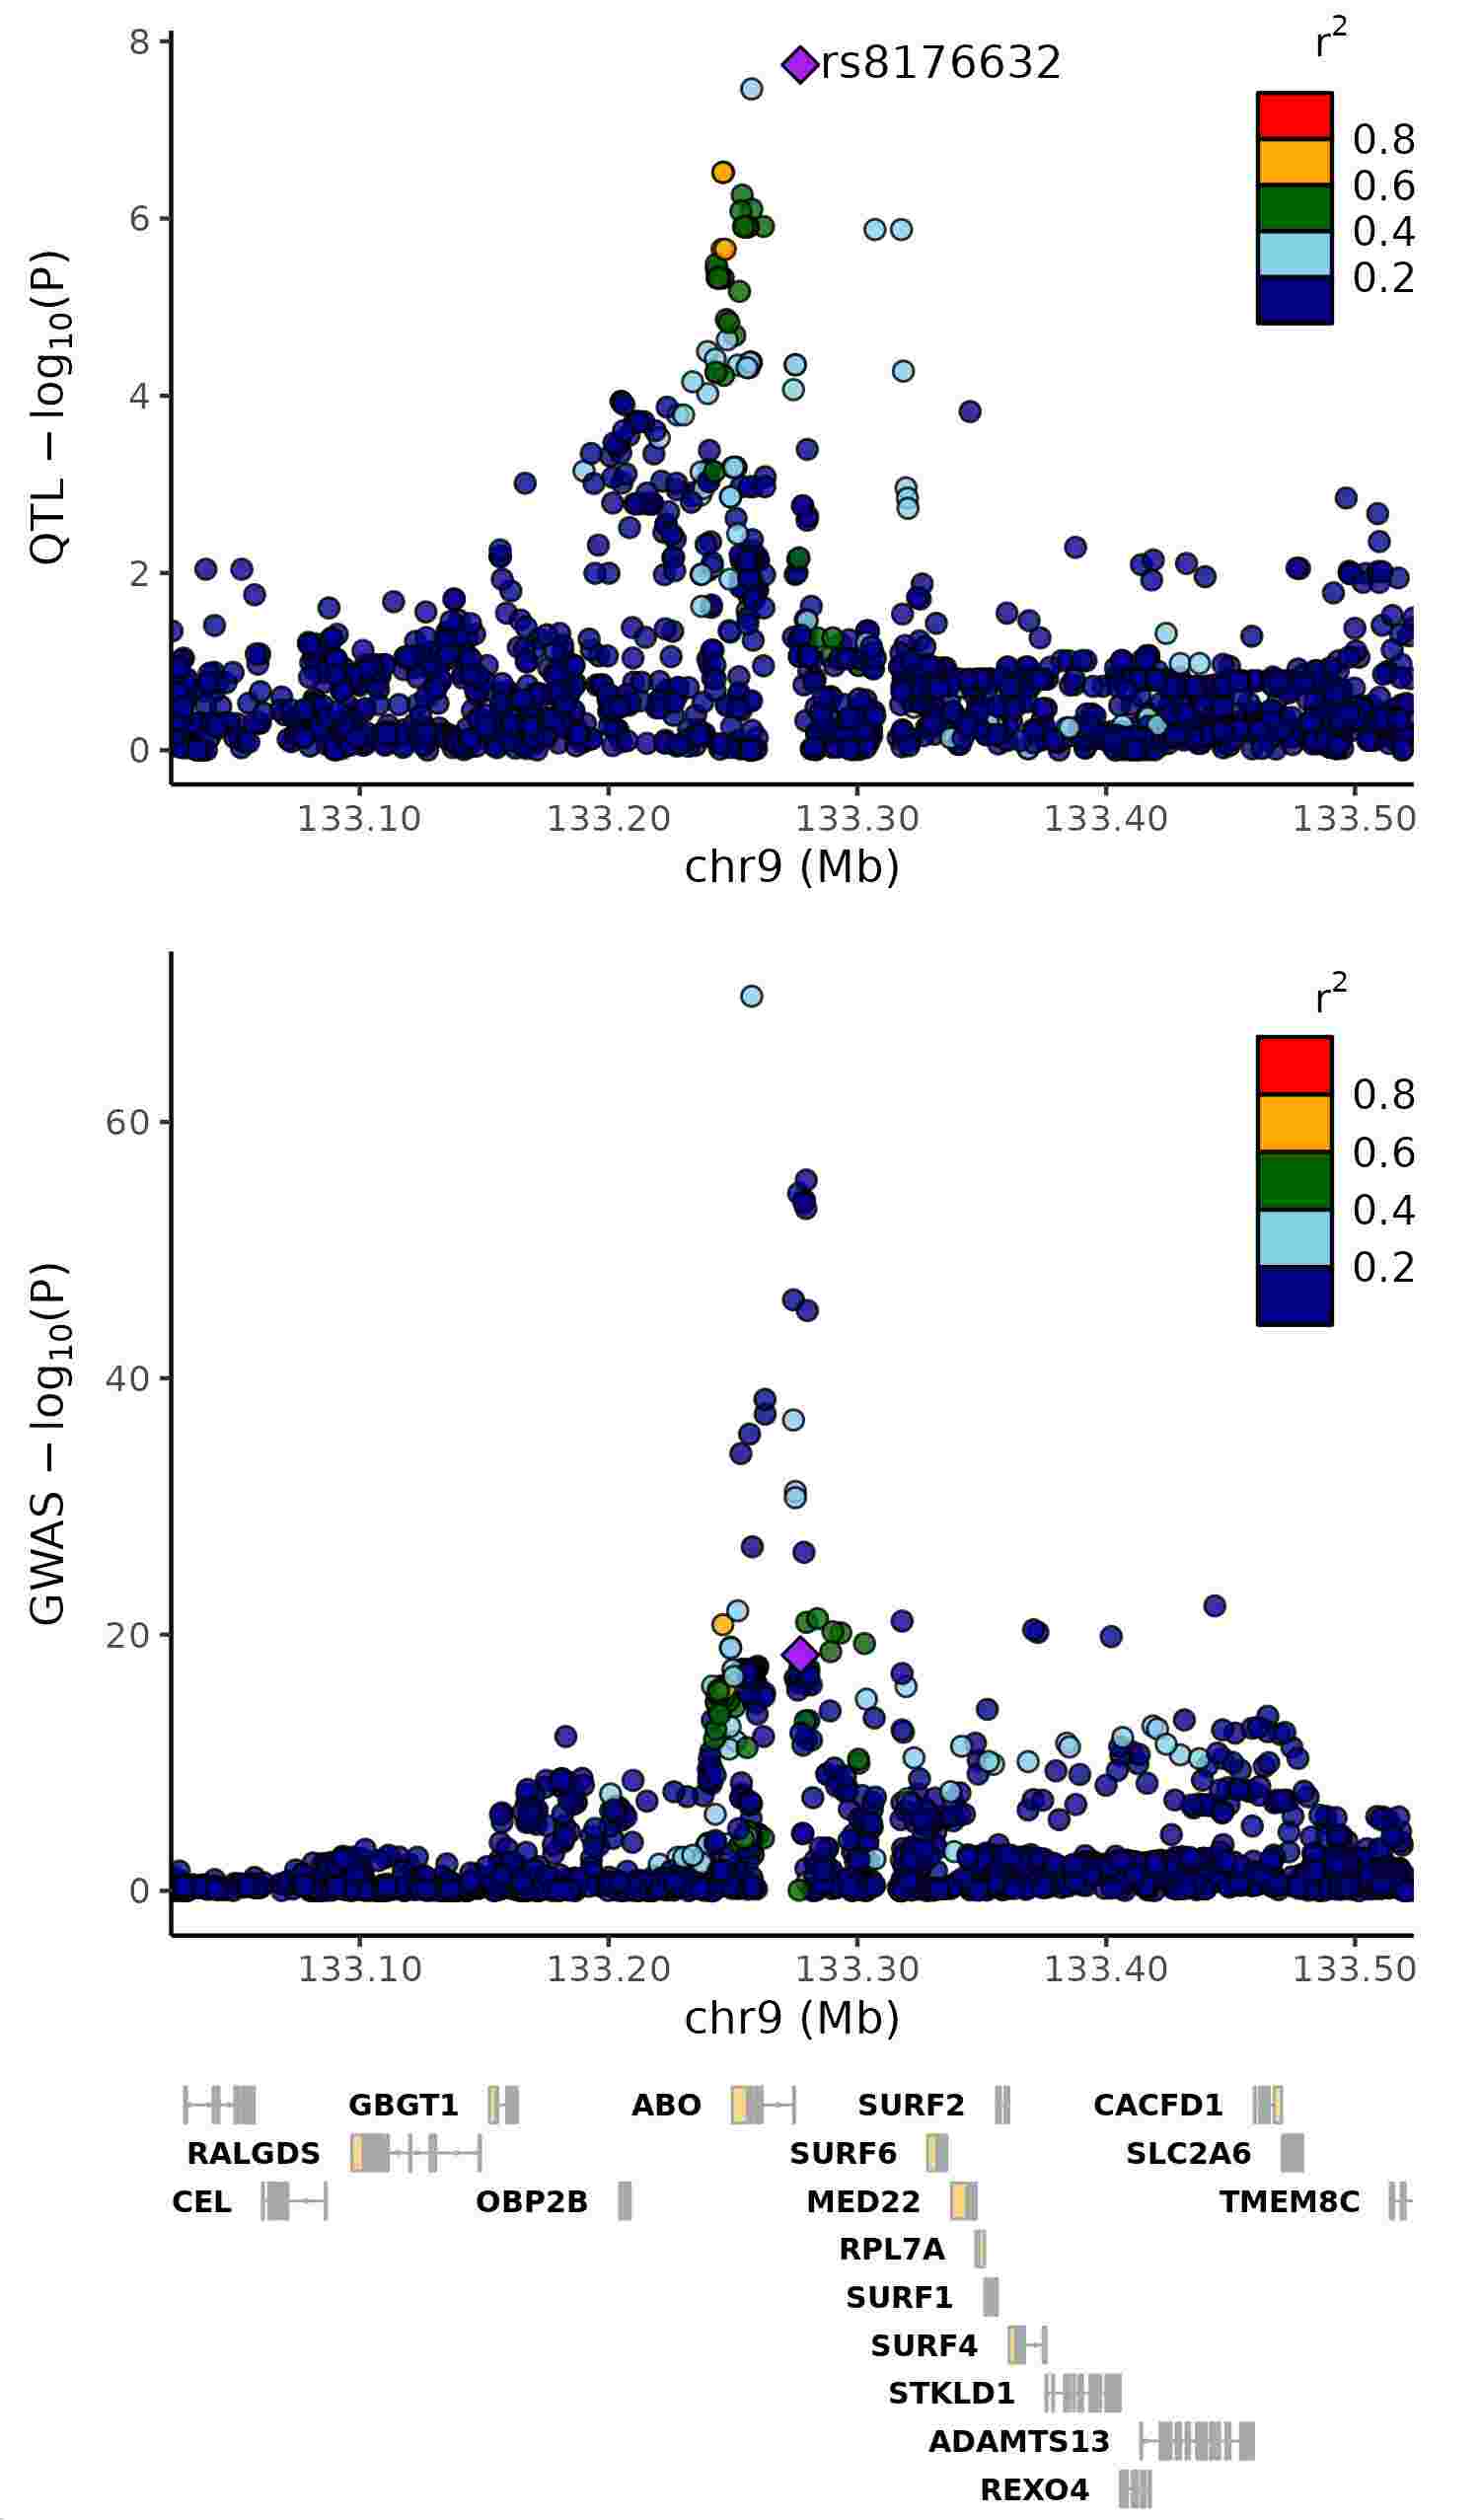 r2
8
rs8176632
0.8
0.6
6
0.4
0.2
QTL −log10(P)
4
2
0
133.10 133.20 133.30 133.40 133.50
chr9 (Mb)
r2
60
0.8
0.6
0.4
0.2
GWAS −log10(P)
40
20
0
133.10 133.20 133.30 133.40 133.50
chr9 (Mb)
GBGT1 ABO SURF2 CACFD1
RALGDS SURF6 SLC2A6
CEL OBP2B MED22 TMEM8C
RPL7A
SURF1
SURF4
STKLD1
ADAMTS13
REXO4